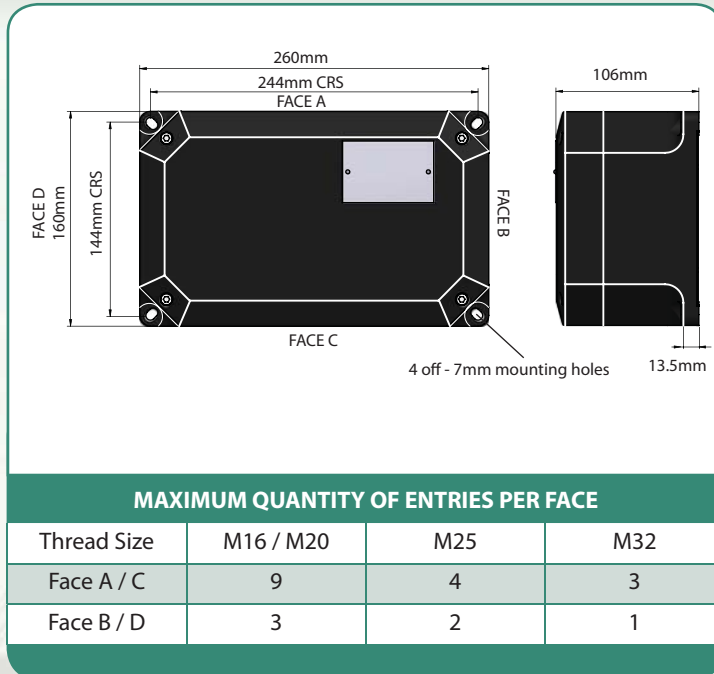 260mm
244mm CRS
FACE A
106mm
FACE D
160mm
144mm CRS
FACE B
FACE C
4 off - 7mm mounting holes
13.5mm
MAXIMUM QUANTITY OF ENTRIES PER FACE
Thread Size M16 / M20 M25 M32
Face A / C 9 4 3
Face B / D 3 2 1